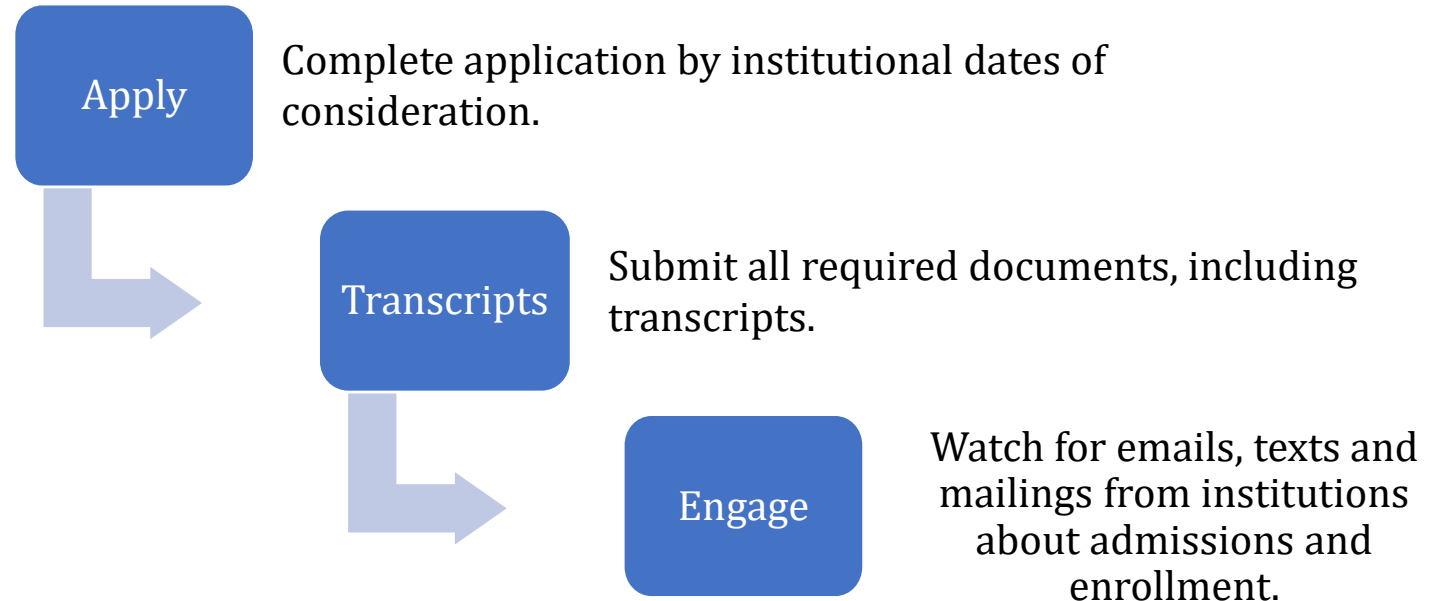 Apply
Complete application by institutional dates of
consideration.
Transcripts
Submit all required documents, including
transcripts.
Engage
Watch for emails, texts and
mailings from institutions
about admissions and
enrollment.